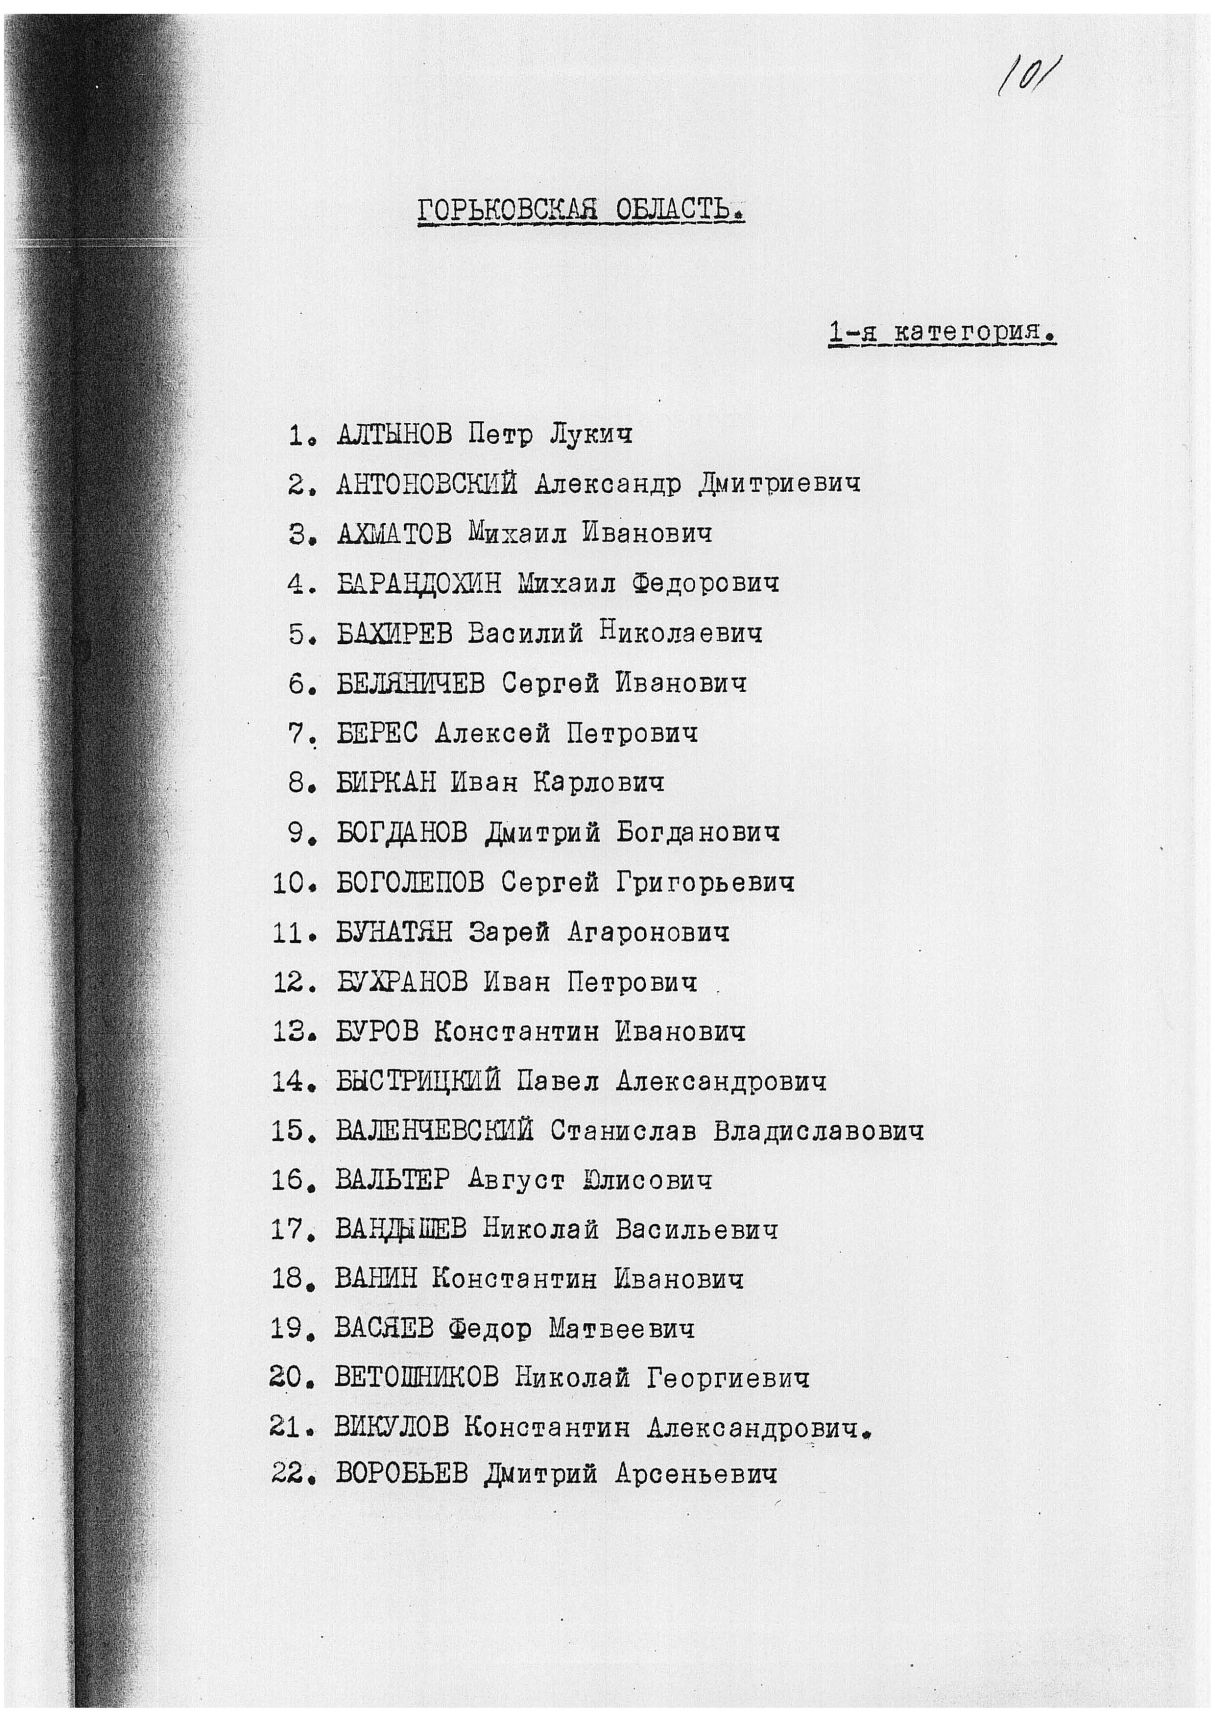 101
ГОРЬКОВСКАЯ ОБЛАСТЬ.
1-я категория.
1. АЛТЫНОВ Петр Лукич
2. АНТОНОВСКИЙ Александр Дмитриевич
3. АХМАТОВ Михаил Иванович
4. БАРАНДОХИН Михаил Федорович
5. БАХИРЕВ Василий Николаевич
6. БЕЛЯНИЧЕВ Сергей Иванович
7. БЕРЕС Алексей Петрович
8. БИРКАН Иван Карлович
9. БОГДАНОВ Дмитрий Богданович
10. БОГОЛЕПОВ Сергей Григорьевич
11. БУНАТЯН Зарей Агаронович
12. БУХРАНОВ Иван Петрович
13. БУРОВ Константин Иванович
14. БЫСТРИЦКИЙ Павел Александрович
15. ВАЛЕНЧЕВСКИЙ Станислав Владиславович
16. ВАЛЬТЕР Август Юлисович
17. ВАНДЫШЕВ Николай Васильевич
18. ВАНИН Константин Иванович
19. ВАСЯЕВ Федор Матвеевич
20. ВЕТОШНИКОВ Николай Георгиевич
21. ВИКУЛОВ Константин Александрович.
22. ВОРОБЬЕВ Дмитрий Арсеньевич